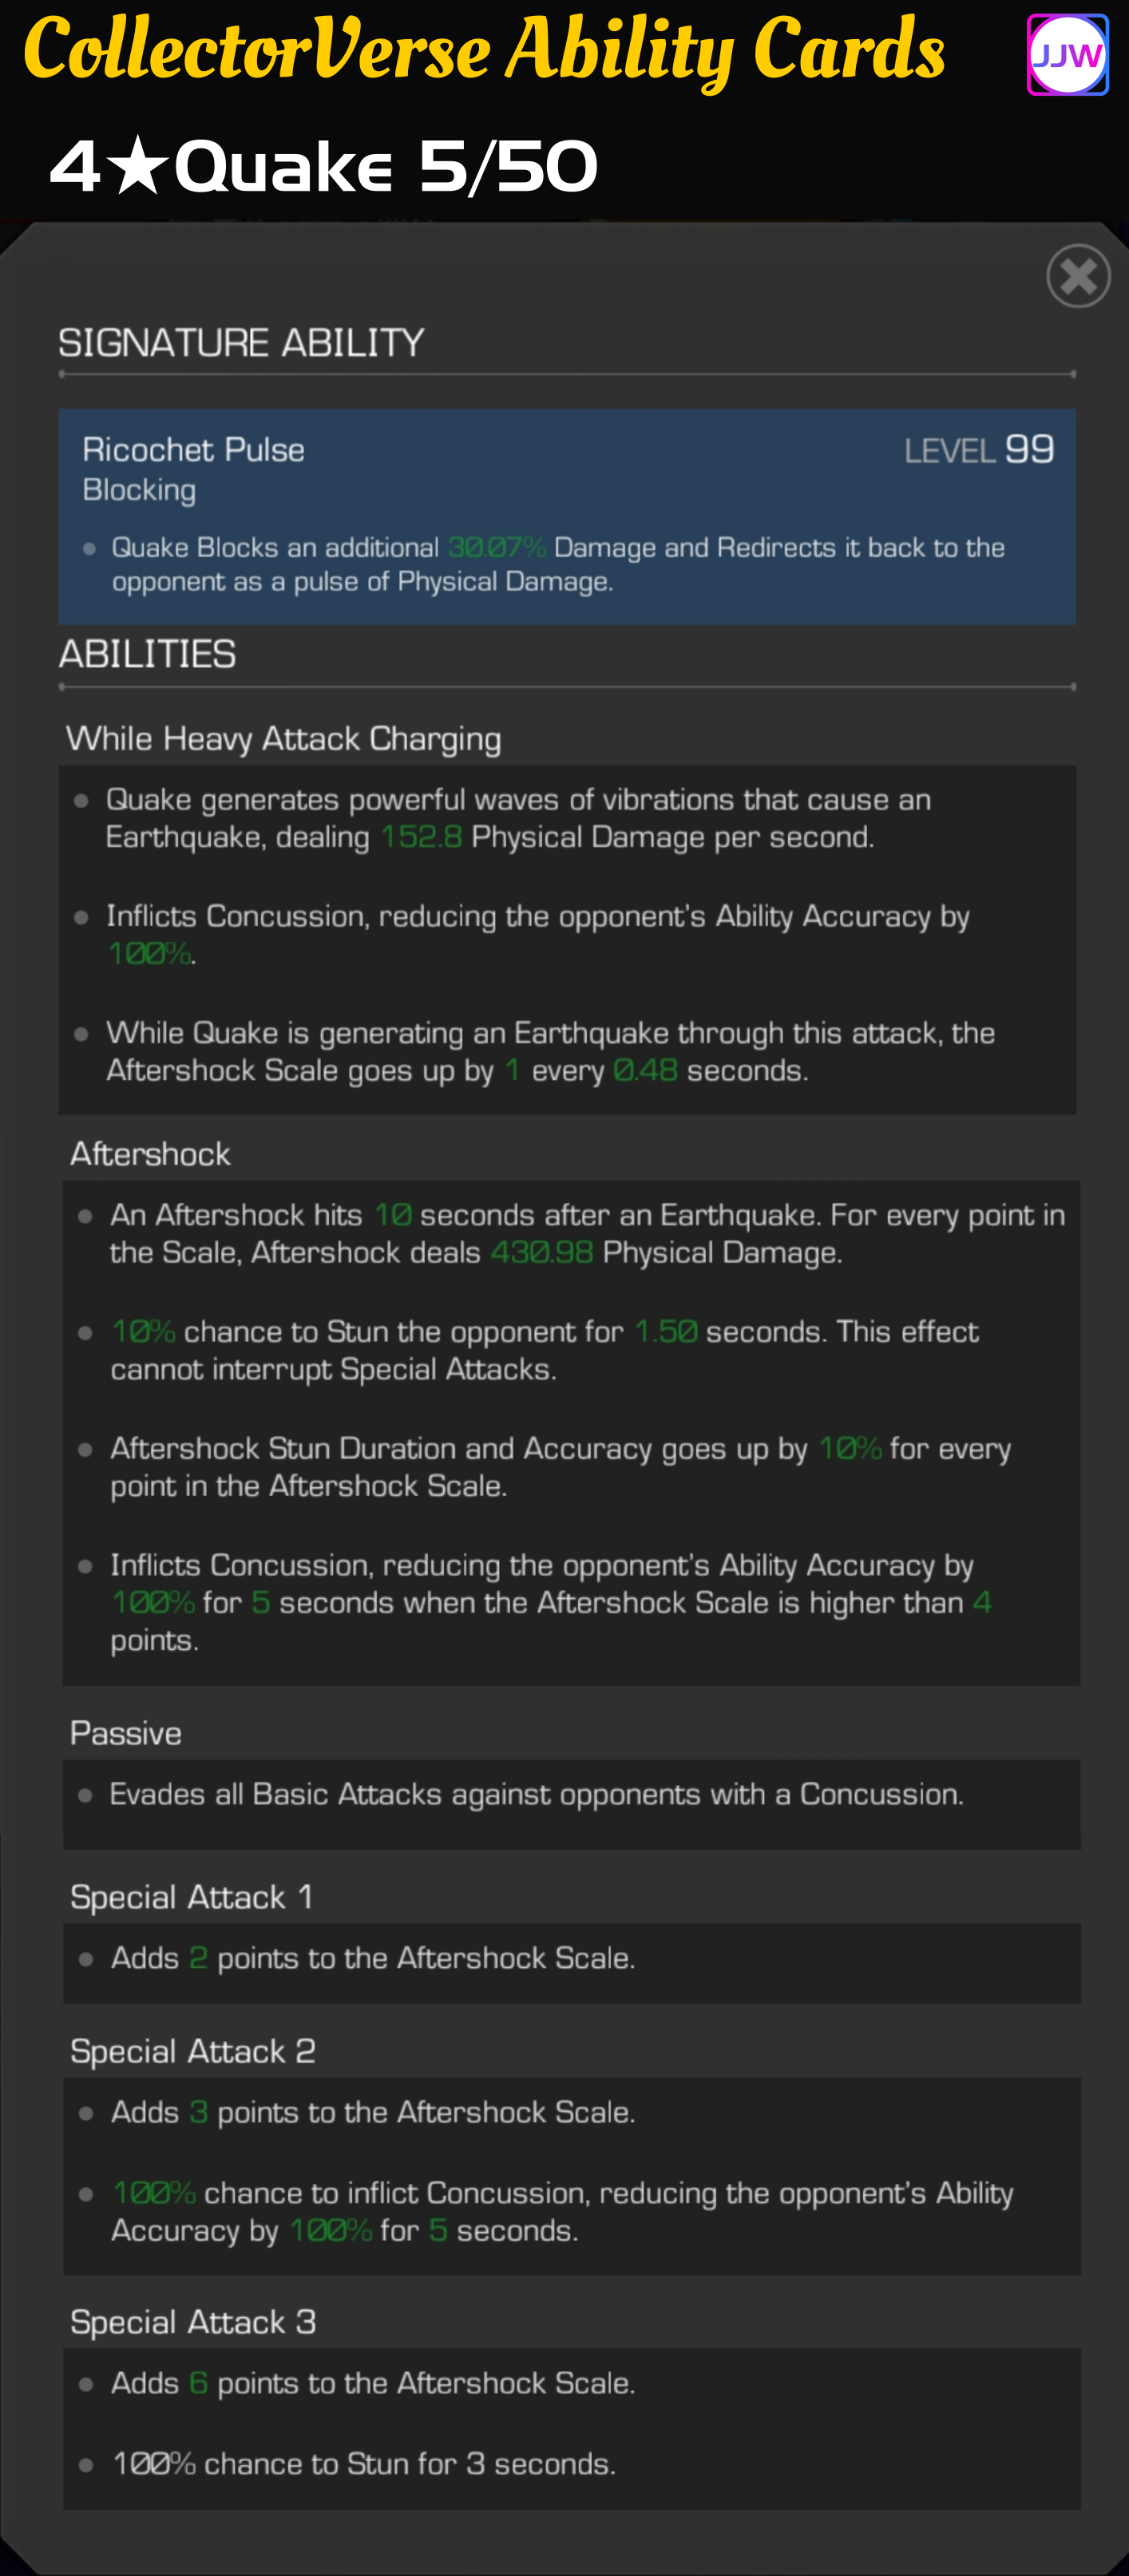 CollectorVerse Ability Cards
JJW
4★Quake 5/50
SIGNATURE ABILITY
Ricochet Pulse
LEVEL 99
Blocking
Quake Blocks an additional 30.07% Damage and Redirects it back to the
opponent as a pulse of Physical Damage.
ABILITIES
While Heavy Attack Charging
Quake generates powerful waves of vibrations that cause an
Earthquake, dealing 152.8 Physical Damage per second.
Inflicts Concussion, reducing the opponent's Ability Accuracy by
100%.
While Quake is generating an Earthquake through this attack, the
Aftershock Scale goes up by 1 every 0.48 seconds.
Aftershock
An Aftershock hits 10 seconds after an Earthquake. For every point in
the Scale, Aftershock deals 430.98 Physical Damage.
10% chance to Stun the opponent for 1.50 seconds. This effect
cannot interrupt Special Attacks.
Aftershock Stun Duration and Accuracy goes up by 10% for every
point in the Aftershock Scale.
Inflicts Concussion, reducing the opponent's Ability Accuracy by
100% for 5 seconds when the Aftershock Scale is higher than 4
points.
Passive
Evades all Basic Attacks against opponents with a Concussion.
Special Attack 1
Adds 2 points to the Aftershock Scale.
Special Attack 2
Adds 3 points to the Aftershock Scale.
100% chance to inflict Concussion, reducing the opponent's Ability
Accuracy by 100% for 5 seconds.
Special Attack 3
Adds 6 points to the Aftershock Scale.
100% chance to Stun for 3 seconds.